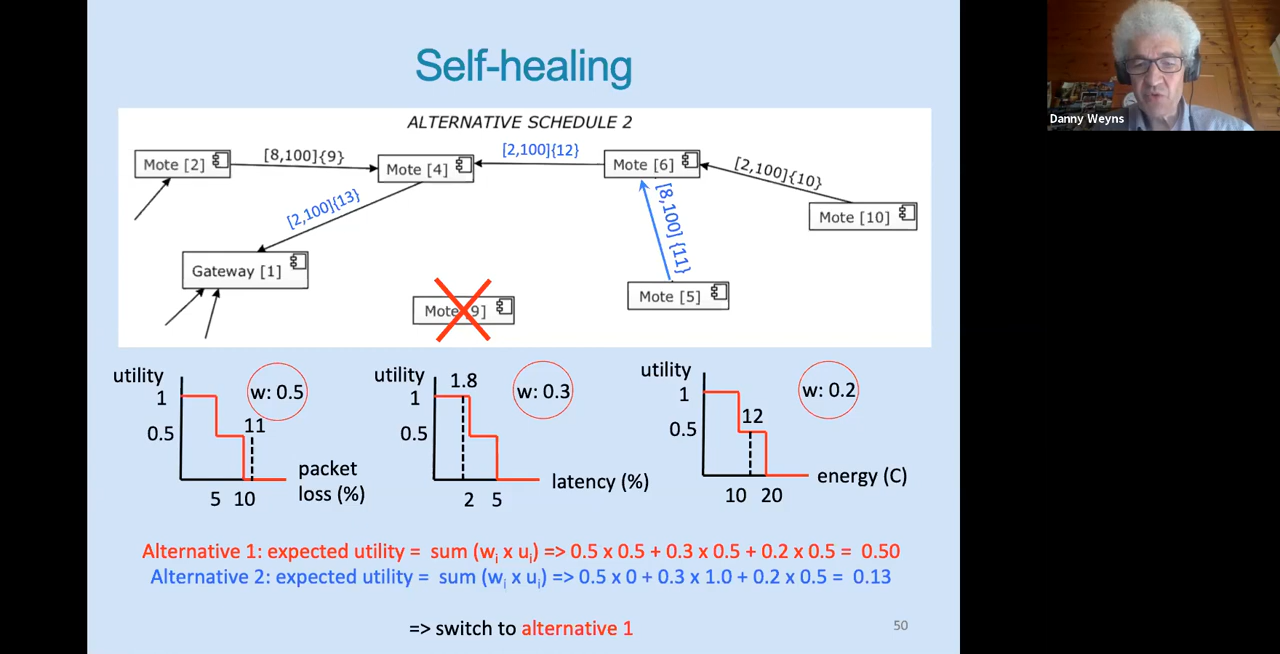 Self-healing
Danny Weyns
ALTERNATIVE SCHEDULE 2
Mote [2]
[8,100]{9}
Mote [4]
[2,100]{12}
Mote [6]
[2,100]{10}
Mote [10]
[2,100]{13}
[8,100] {11}
Gateway [1]
Mote [9]
Mote [5]
utility
1
0.5
w: 0.5
11
5 10
packet
loss (%)
utility
1
0.5
1.8
w: 0.3
2 5
latency (%)
utility
1
0.5
12
w: 0.2
10 20
energy (C)
Alternative 1: expected utility = sum (wi x ui) => 0.5 x 0.5 + 0.3 x 0.5 + 0.2 x 0.5 = 0.50
Alternative 2: expected utility = sum (wi x ui) => 0.5 x 0 + 0.3 x 1.0 + 0.2 x 0.5 = 0.13
=> switch to alternative 1
50